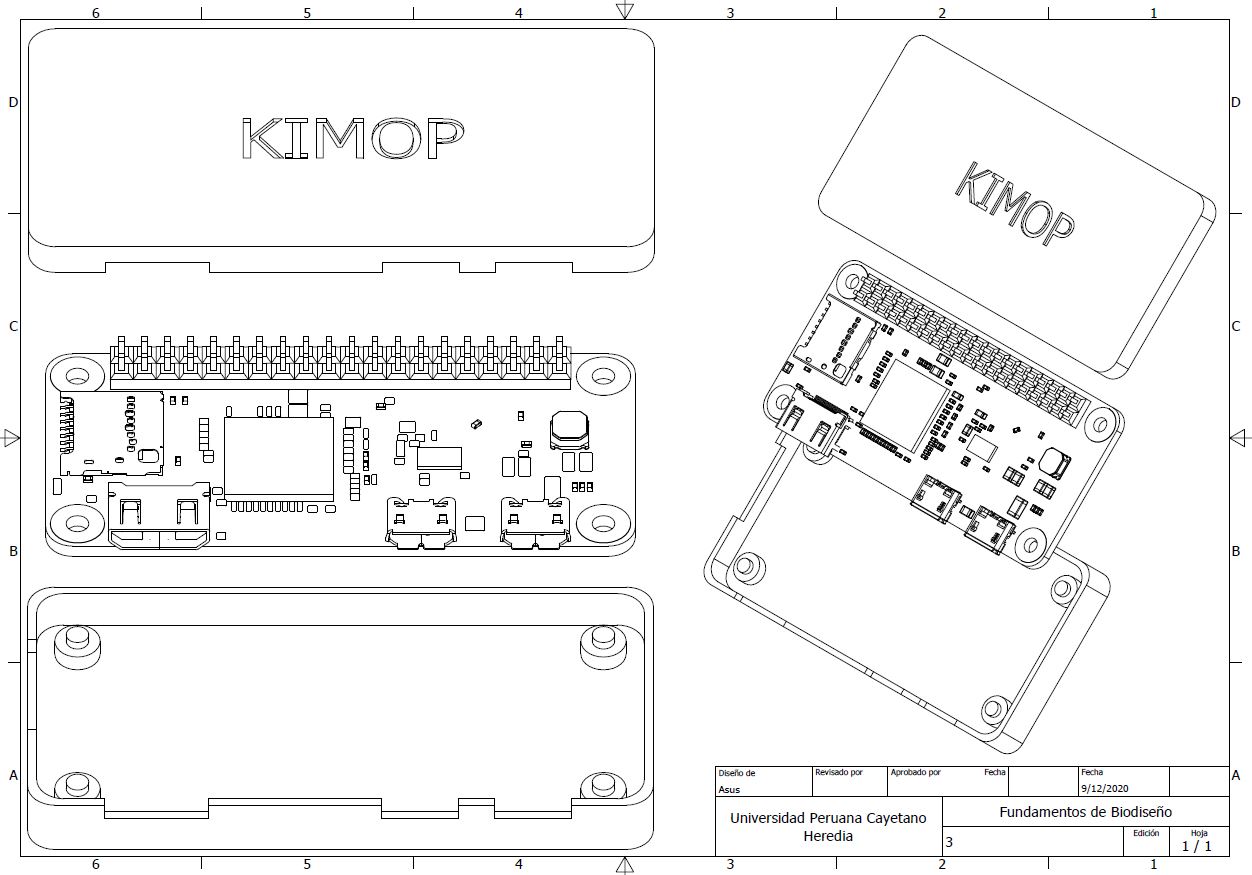 6 5 4 3 2 1
D D
KIMOP
KIMOP
C C
B B
A A
Diseño de Revisado por Aprobado por Fecha Fecha
Asus 9/12/2020
Universidad Peruana Cayetano
Heredia
Fundamentos de Biodiseño
Edición Hoja
3 1 / 1
6 5 4 3 2 1